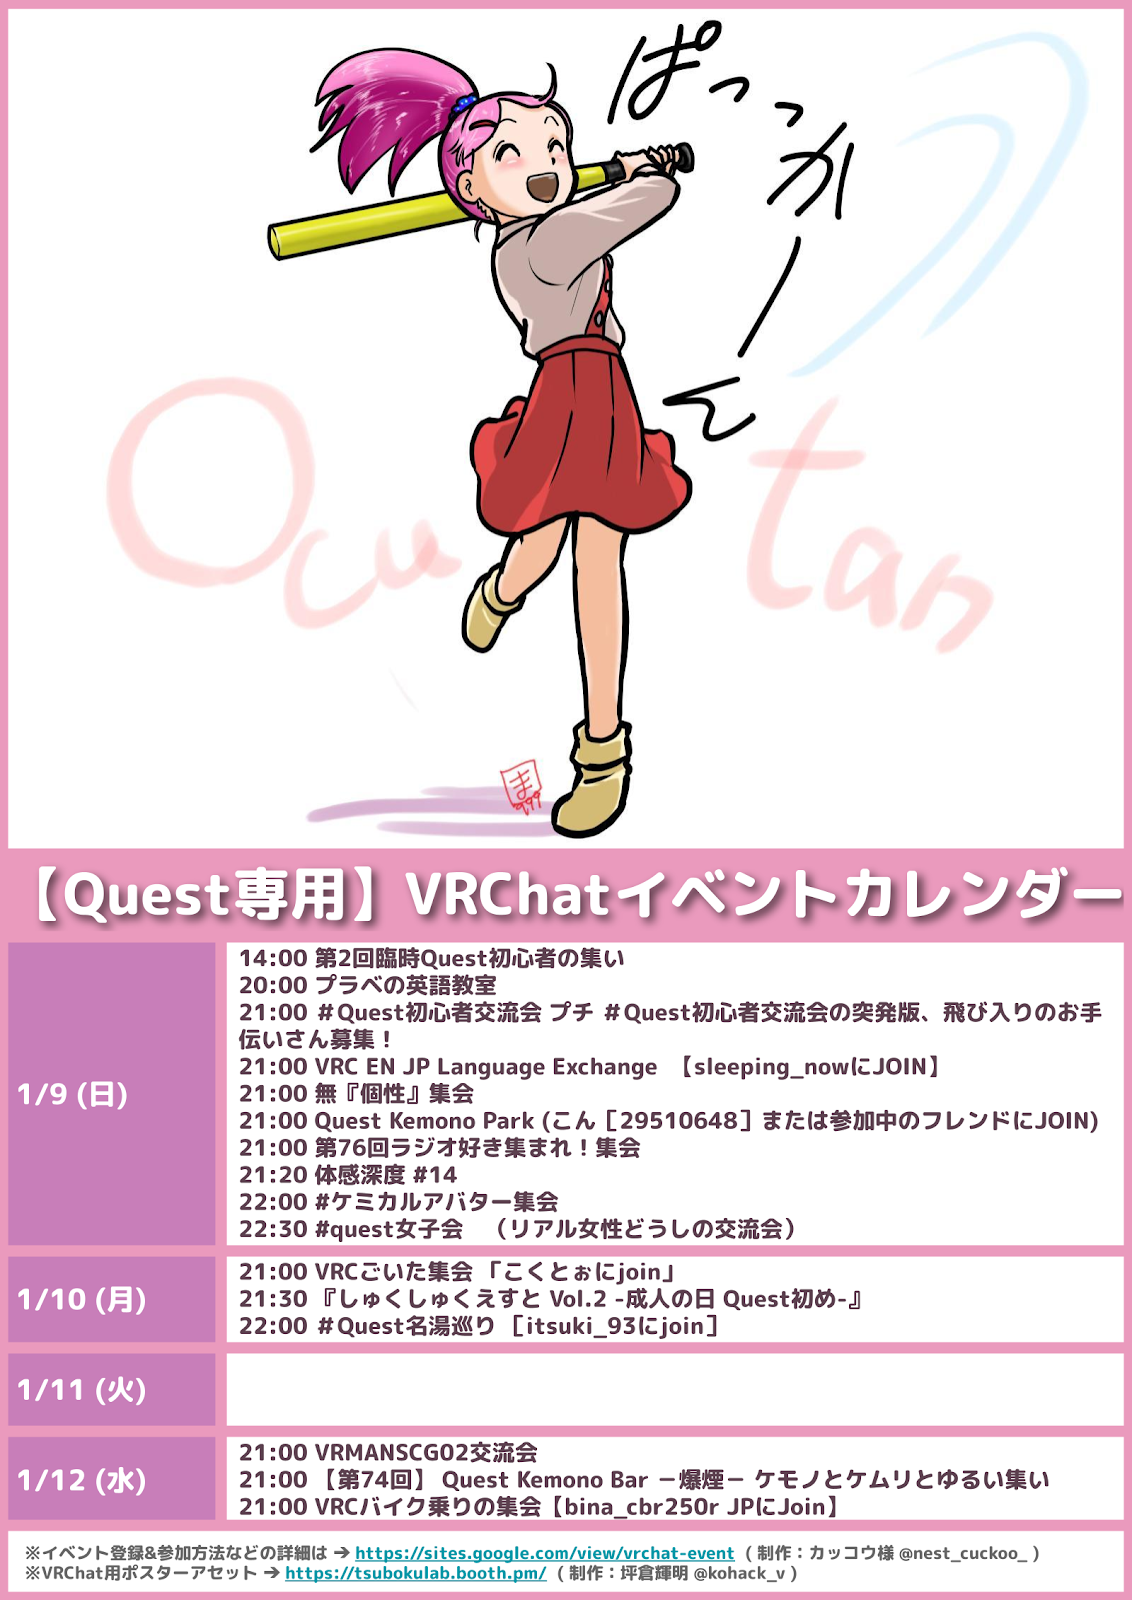 ぱっっかーん
Ocu tan
ま
999
【Quest専用】VRChatイベントカレンダー
1/9 (日)
14:00 第2回臨時Quest初心者の集い
20:00 プラベの英語教室
21:00 ＃Quest初心者交流会 プチ ＃Quest初心者交流会の突発版、飛び入りのお手
伝いさん募集！
21:00 VRC EN JP Language Exchange 【sleeping_nowにJOIN】
21:00 無『個性』集会
21:00 Quest Kemono Park (こん［29510648］または参加中のフレンドにJOIN)
21:00 第76回ラジオ好き集まれ！集会
21:20 体感深度 #14
22:00 #ケミカルアバター集会
22:30 #quest女子会　（リアル女性どうしの交流会）
1/10 (月)
21:00 VRCごいた集会 「こくとぉにjoin」
21:30 『しゅくしゅくえすと Vol.2 -成人の日 Quest初め-』
22:00 ＃Quest名湯巡り ［itsuki_93にjoin］
1/11 (火)
1/12 (水)
21:00 VRMANSCG02交流会
21:00 【第74回】 Quest Kemono Bar －爆煙－ ケモノとケムリとゆるい集い
21:00 VRCバイク乗りの集会【bina_cbr250r JPにJoin】
※イベント登録&参加方法などの詳細は ➔ https://sites.google.com/view/vrchat-event （制作：カッコウ様 @nest_cuckoo_ ）
※VRChat用ポスターアセット ➔ https://tsubokulab.booth.pm/ （制作：坪倉輝明 @kohack_v ）